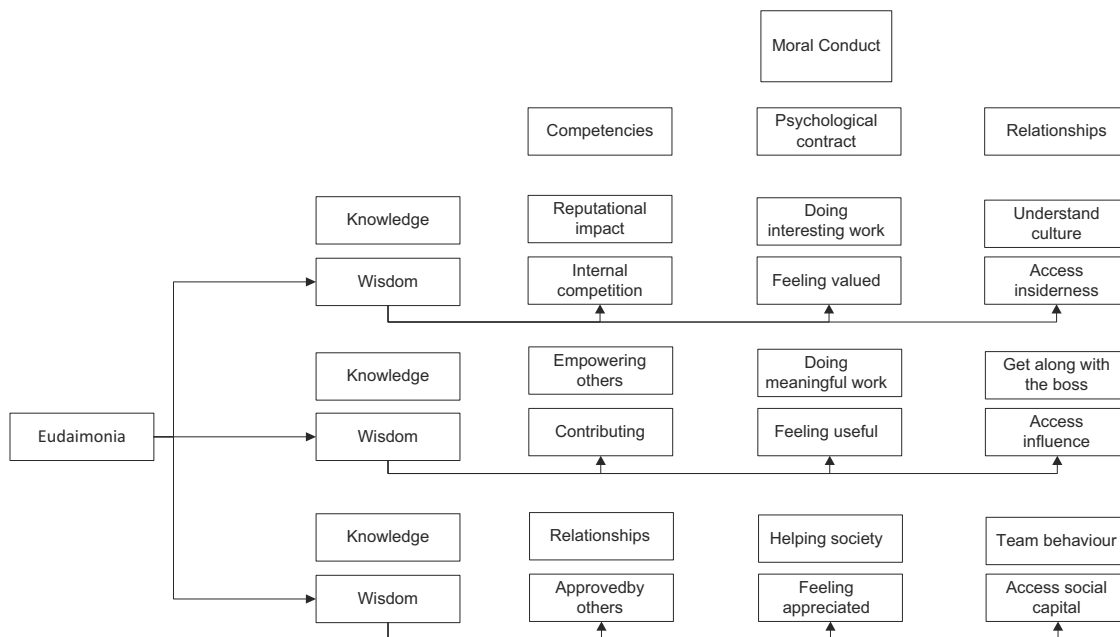 Moral Conduct
Competencies
Psychological
contract
Relationships
Knowledge
Reputational
impact
Doing
interesting work
Understand
culture
Wisdom
Internal
competition
Feeling valued
Access
insiderness
Knowledge
Empowering
others
Doing
meaningful work
Get along with
the boss
Eudaimonia
Wisdom
Contributing
Feeling useful
Access
influence
Knowledge
Relationships
Helping society
Team behaviour
Wisdom
Approvedby
others
Feeling
appreciated
Access social
capital